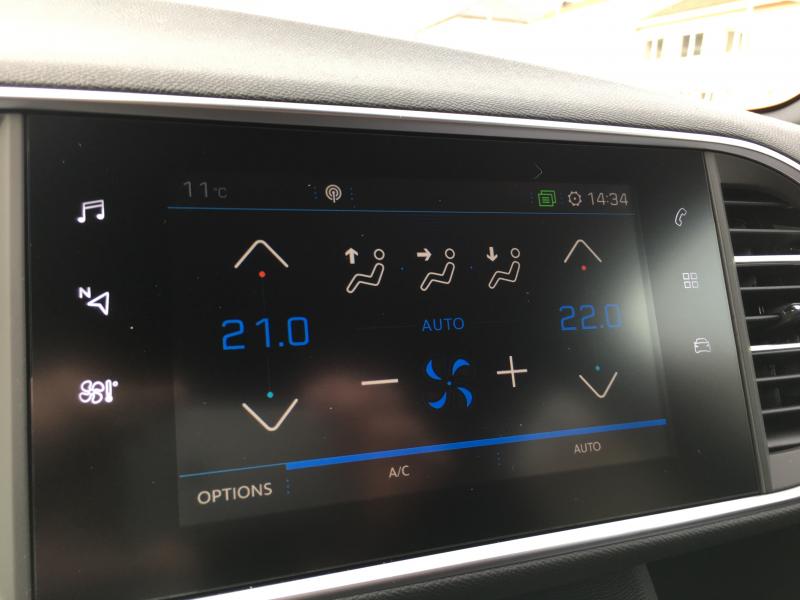 11°C
14:34
N
21.0
AUTO
22.0
OPTIONS
A/C
AUTO